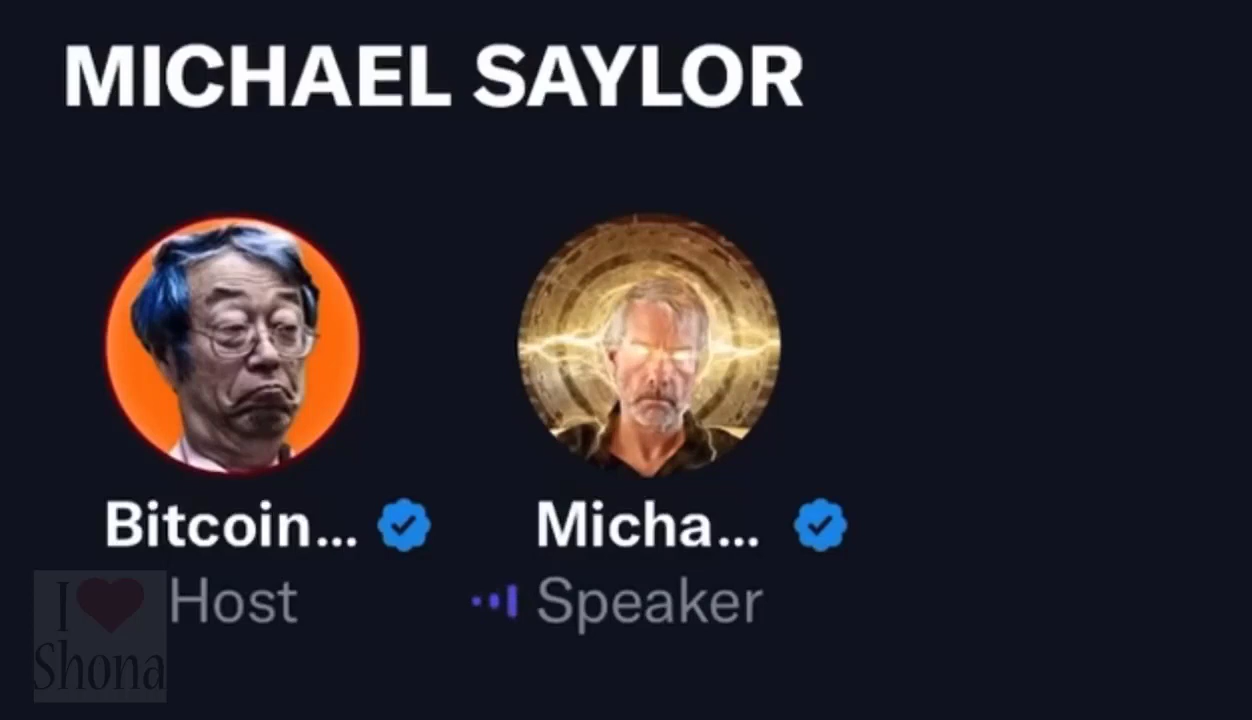 MICHAEL SAYLOR
Bitcoin...
Micha...
Host
Speaker
I
Shona